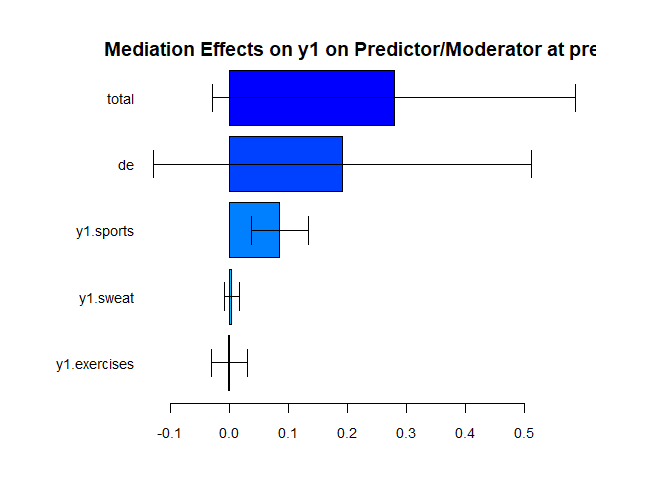 Mediation Effects on y1 on Predictor/Moderator at pre
total
de
y1.sports
y1.sweat
y1.exercises
-0.1 0.0 0.1 0.2 0.3 0.4 0.5